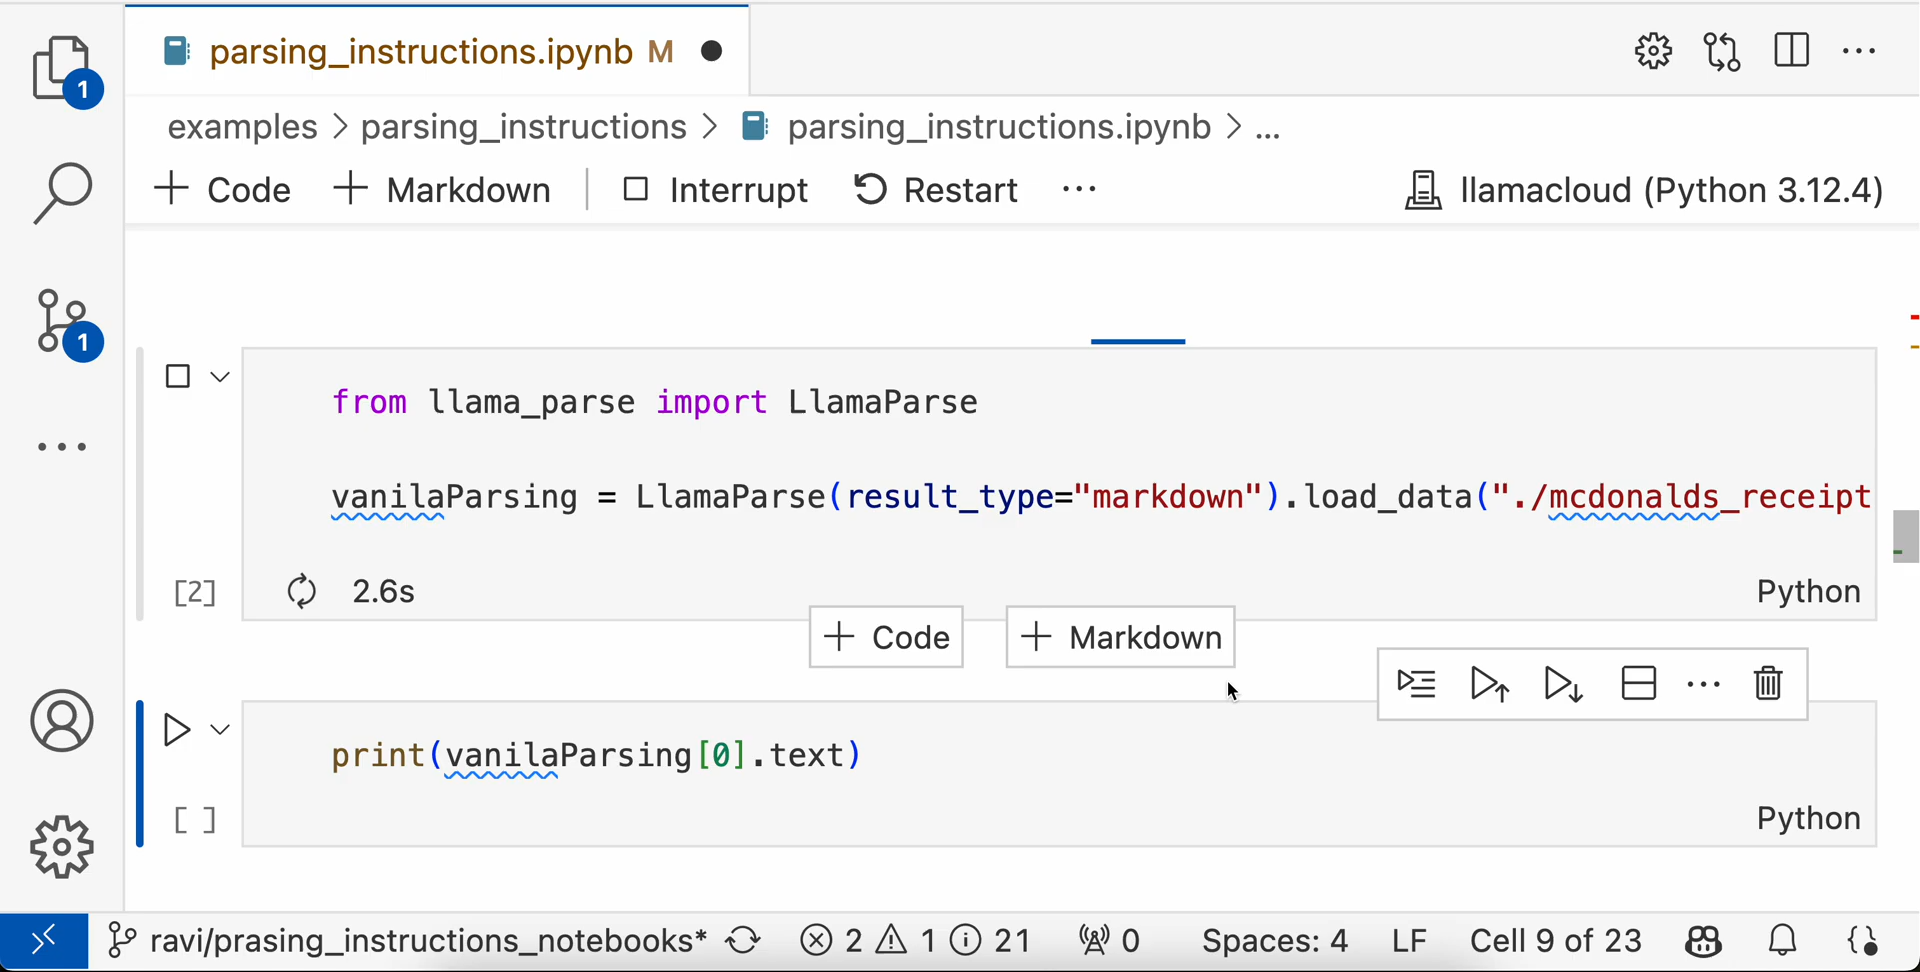 parsing_instructions.ipynb M
1
examples > parsing_instructions > parsing_instructions.ipynb > ...
+ Code + Markdown Interrupt Restart ... llamacloud (Python 3.12.4)
1
from llama_parse import LlamaParse
vanilaParsing = LlamaParse(result_type="markdown").load_data("./mcdonalds_receipt
[2] 2.6s Python
+ Code + Markdown
print(vanilaParsing[0].text)
[ ] Python
ravi/prasing_instructions_notebooks* 2 1 21 0 Spaces: 4 LF Cell 9 of 23